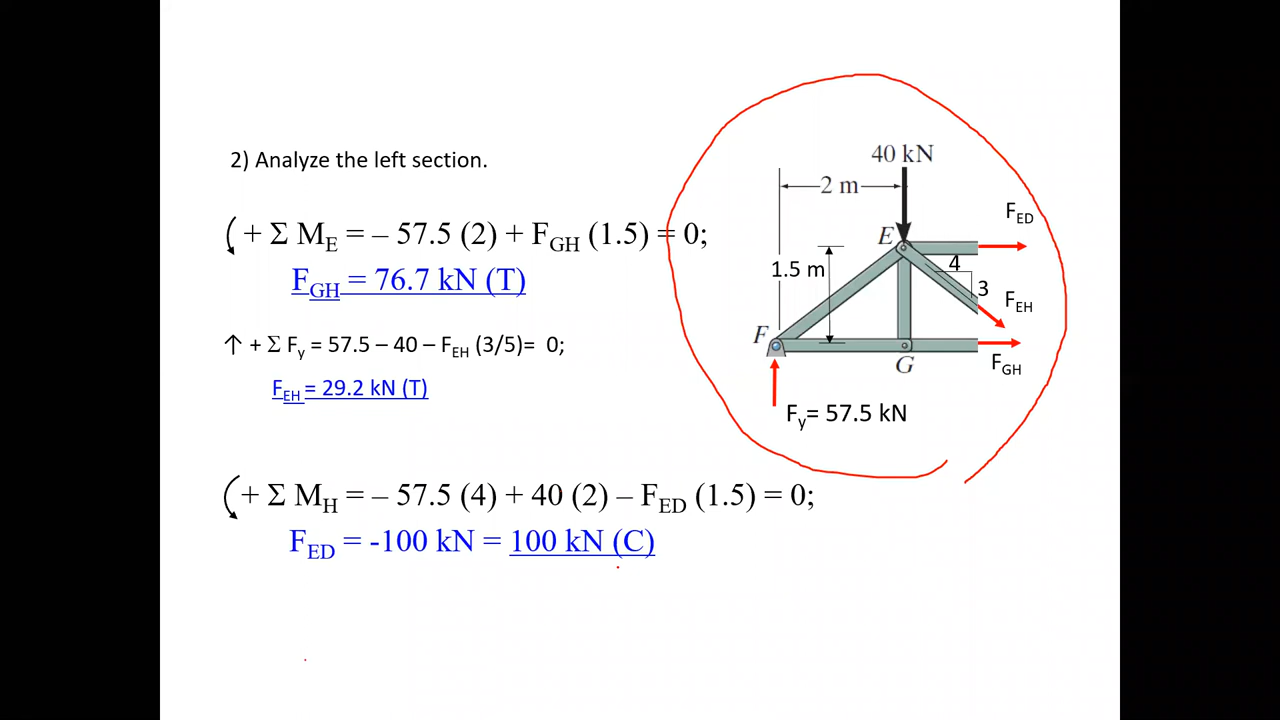 2) Analyze the left section.
+ Σ M_E = – 57.5 (2) + F_GH (1.5) = 0;
F_GH = 76.7 kN (T)
↑ + Σ F_y = 57.5 – 40 – F_EH (3/5)= 0;
F_EH = 29.2 kN (T)
+ Σ M_H = – 57.5 (4) + 40 (2) – F_ED (1.5) = 0;
F_ED = -100 kN = 100 kN (C)
40 kN
2 m
F_ED
E
4
1.5 m
3
F_EH
F
G
F_GH
F_y= 57.5 kN